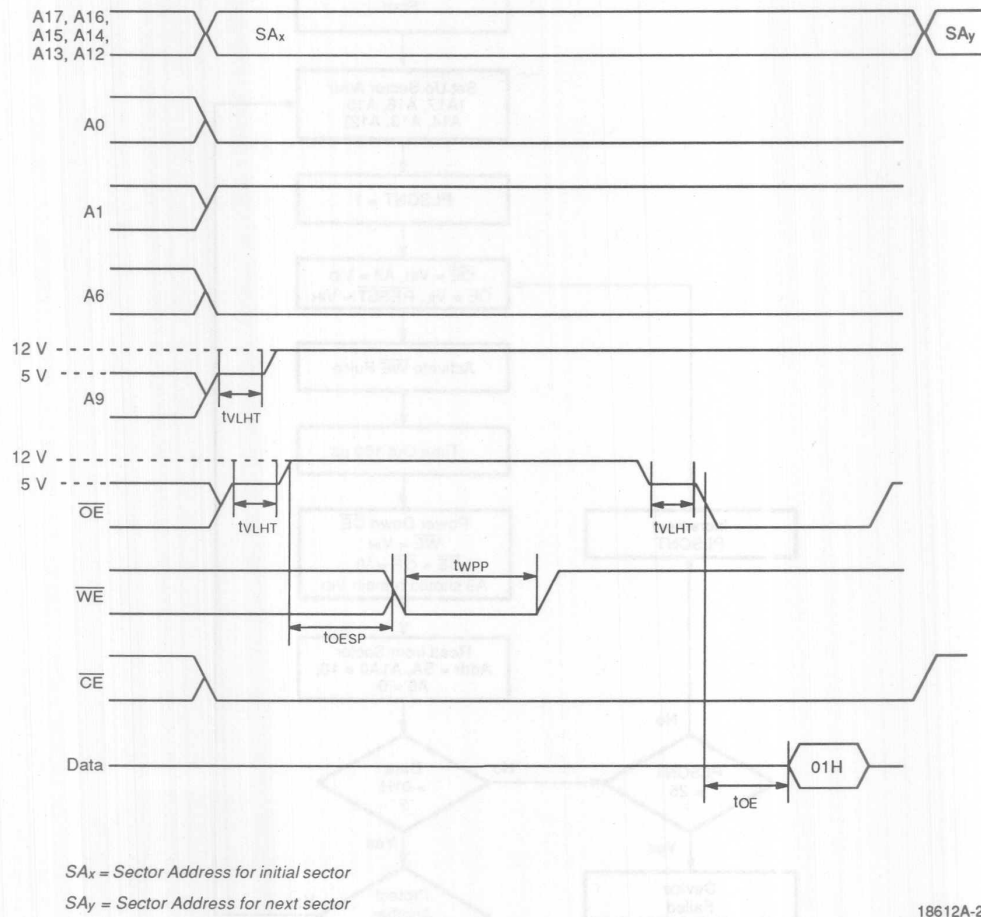 A17, A16,
A15, A14,
A13, A12
SAx
SAy
A0
A1
A6
12 V
5 V
A9
tVLHT
12 V
5 V
OE
tVLHT
tVLHT
tWPP
WE
tOESP
CE
Data
01H
tOE
SAx = Sector Address for initial sector
SAy = Sector Address for next sector
18612A-2